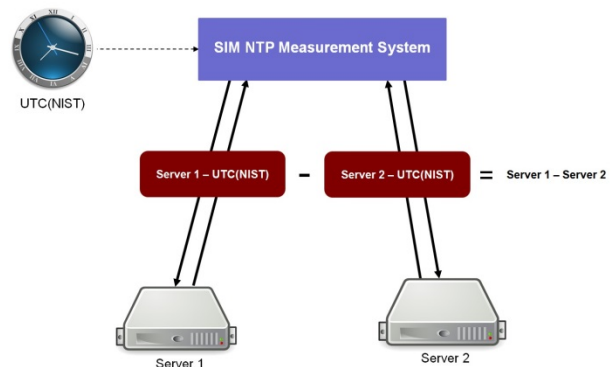 SIM NTP Measurement System
UTC(NIST)
Server 1 – UTC(NIST)
-
Server 2 – UTC(NIST)
=
Server 1 – Server 2
Server 1
Server 2